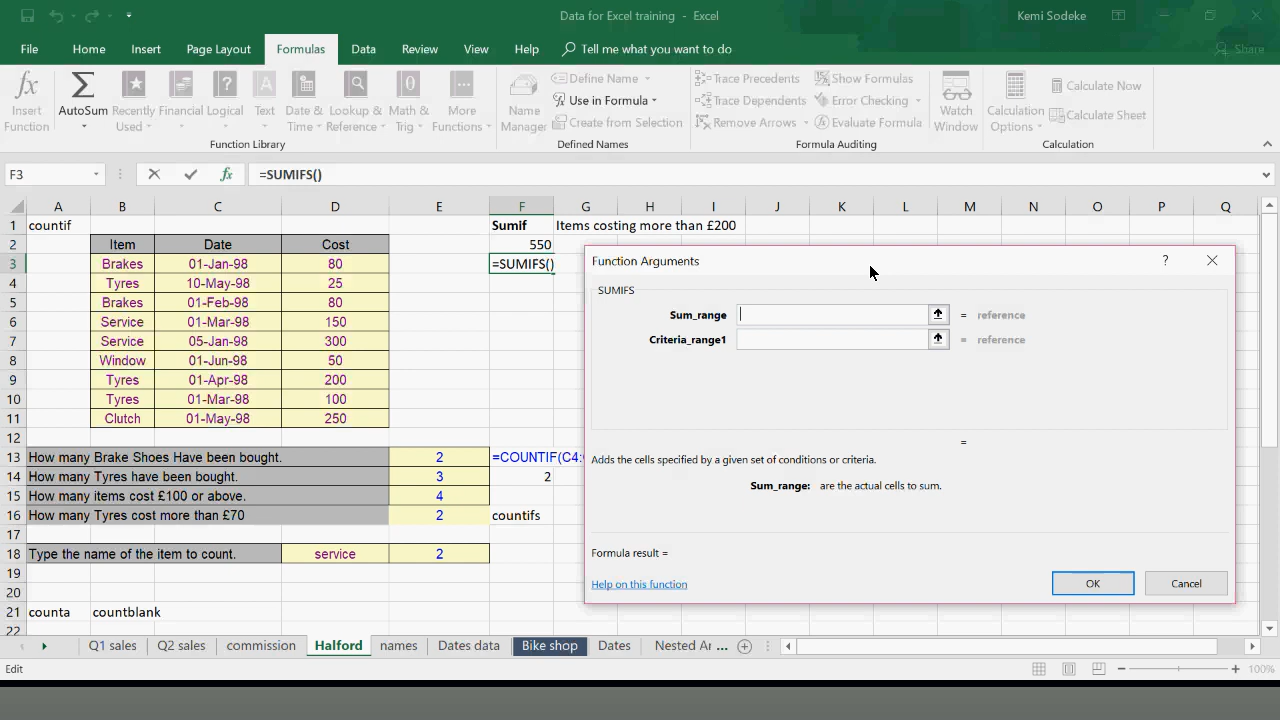 Data for Excel training - Excel
Kemi Sodeke
File Home Insert Page Layout Formulas Data Review View Help Tell me what you want to do Share
Insert Function
AutoSum
Recently Used
Financial
Logical
Text
Date & Time
Lookup & Reference
Math & Trig
More Functions
Function Library
Name Manager
Define Name
Use in Formula
Create from Selection
Defined Names
Trace Precedents
Trace Dependents
Remove Arrows
Show Formulas
Error Checking
Evaluate Formula
Formula Auditing
Watch Window
Calculation Options
Calculate Now
Calculate Sheet
Calculation
F3 fx =SUMIFS()
A B C D E F G H I J K L M N O P Q
1 countif Sumif Items costing more than £200
2 Item Date Cost 550
3 Brakes 01-Jan-98 80 =SUMIFS()
4 Tyres 10-May-98 25
5 Brakes 01-Feb-98 80
6 Service 01-Mar-98 150
7 Service 05-Jan-98 300
8 Window 01-Jun-98 50
9 Tyres 01-Apr-98 200
10 Tyres 01-Mar-98 100
11 Clutch 01-May-98 250
12
13 How many Brake Shoes Have been bought. 2 =COUNTIF(C4:
14 How many Tyres have been bought. 3 2
15 How many items cost £100 or above. 4
16 How many Tyres cost more than £70 2 countifs
17
18 Type the name of the item to count. service 2
19
20
21 counta countblank
22
Function Arguments ?
SUMIFS
Sum_range = reference
Criteria_range1 = reference
=
Adds the cells specified by a given set of conditions or criteria.
Sum_range: are the actual cells to sum.
Formula result =
Help on this function OK Cancel
Q1 sales Q2 sales commission Halford names Dates data Bike shop Dates Nested Ar ...
Edit 100%